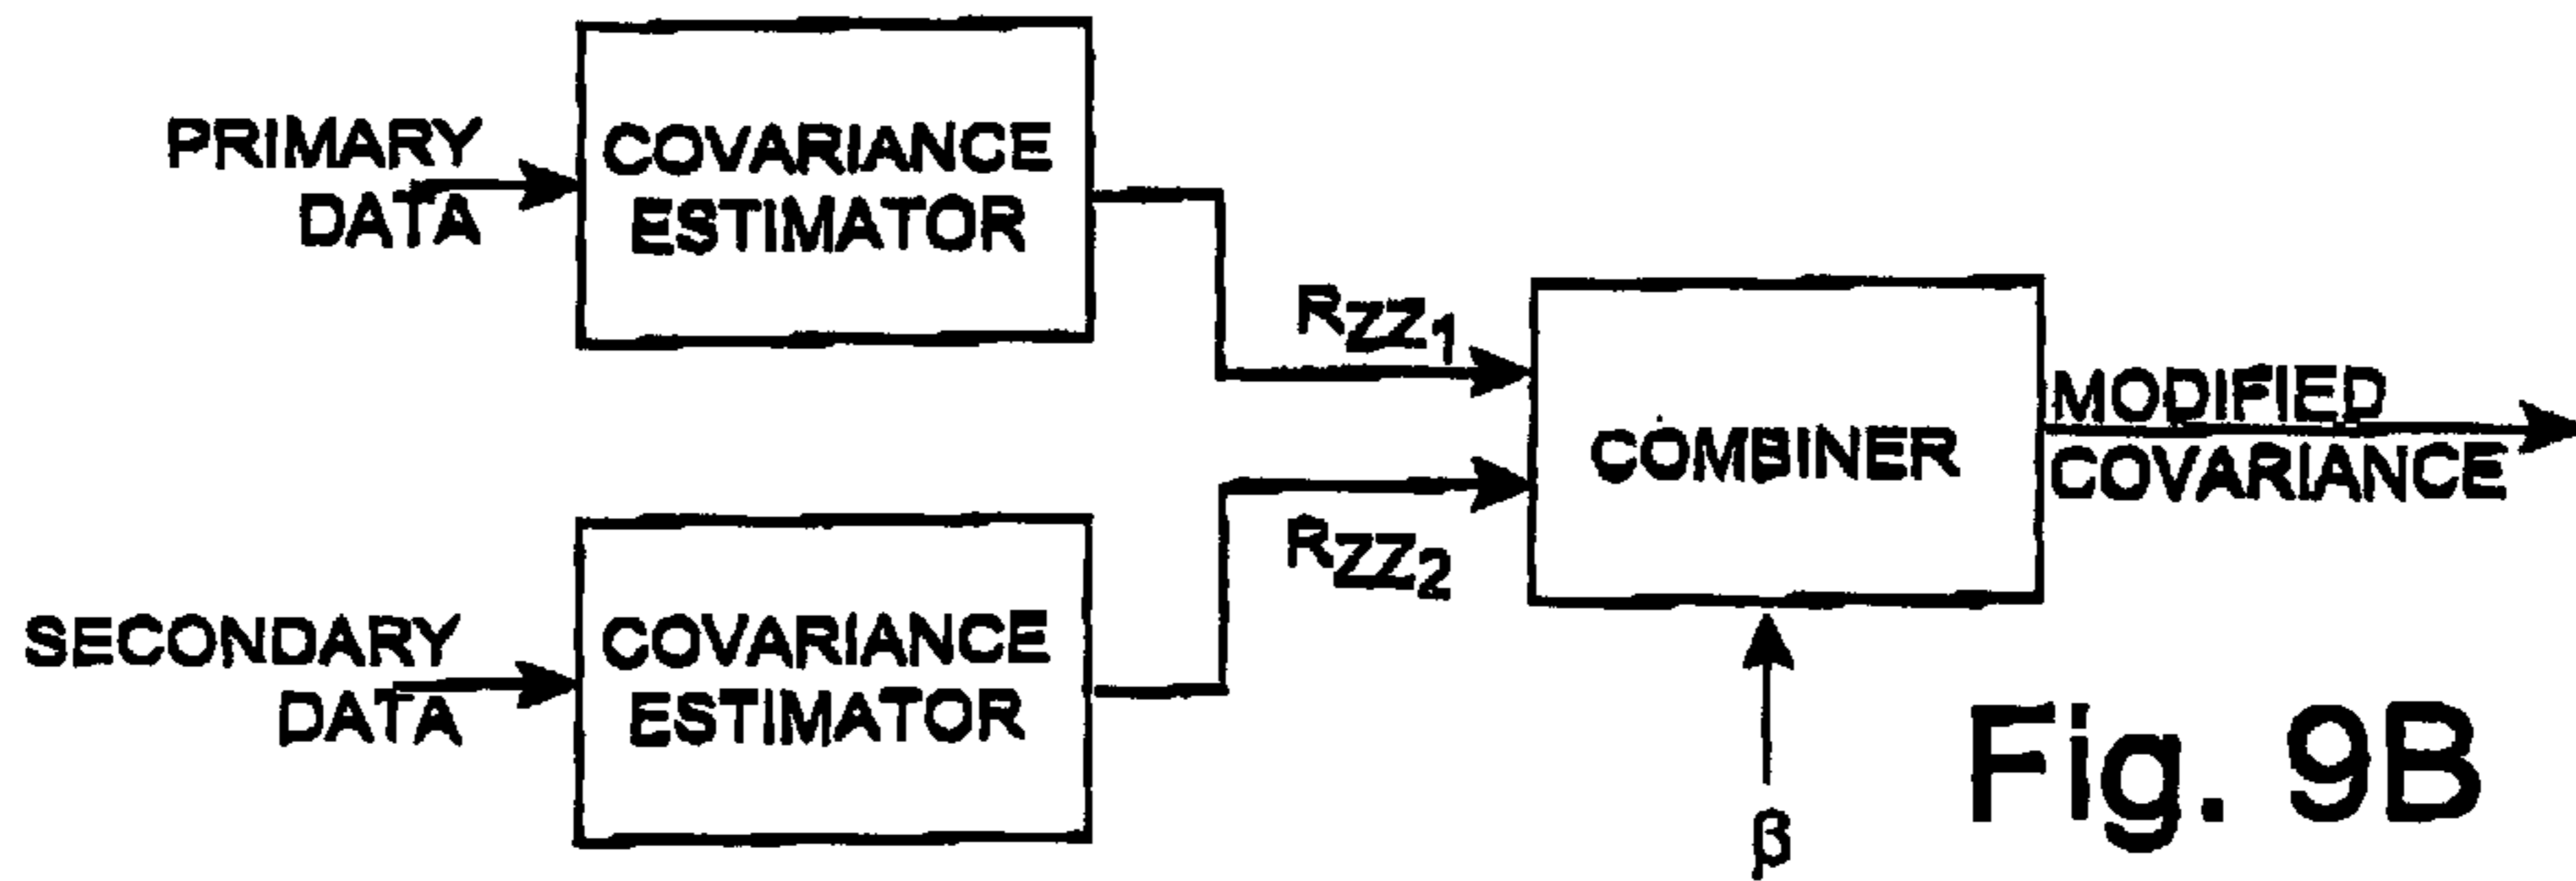 PRIMARY
DATA
COVARIANCE
ESTIMATOR
RZZ1
SECONDARY
DATA
COVARIANCE
ESTIMATOR
RZZ2
COMBINER
β
MODIFIED
COVARIANCE
Fig. 9B